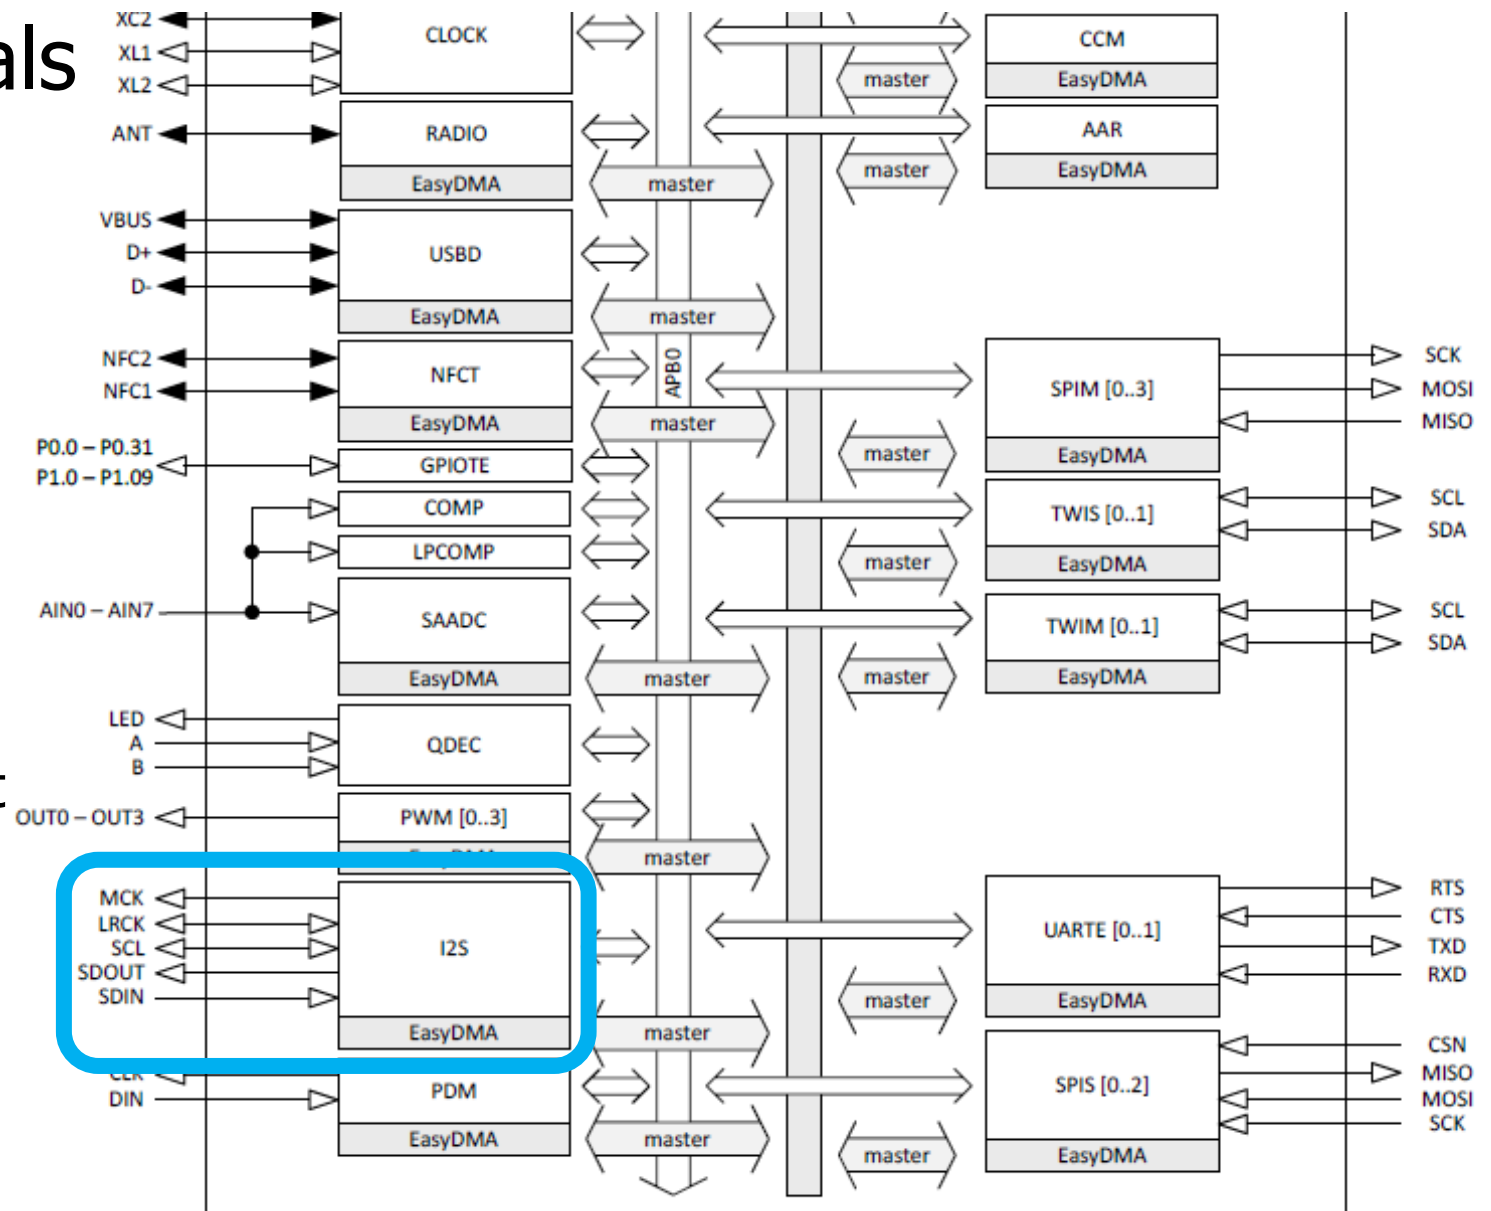 als
XC2
XL1
XL2
CLOCK
ANT
RADIO
EasyDMA
master
VBUS
D+
D-
USBD
EasyDMA
master
NFC2
NFC1
NFCT
EasyDMA
master
APB0
P0.0 – P0.31
P1.0 – P1.09
GPIOTE
COMP
LPCOMP
AIN0 – AIN7
SAADC
EasyDMA
master
LED
A
B
QDEC
OUT0 – OUT3
PWM [0..3]
master
MCK
LRCK
SCL
SDOUT
SDIN
I2S
EasyDMA
master
CLK
DIN
PDM
EasyDMA
master
CCM
master
EasyDMA
AAR
master
EasyDMA
SPIM [0..3]
master
EasyDMA
SCK
MOSI
MISO
TWIS [0..1]
master
EasyDMA
SCL
SDA
TWIM [0..1]
master
EasyDMA
SCL
SDA
UARTE [0..1]
master
EasyDMA
RTS
CTS
TXD
RXD
SPIS [0..2]
master
EasyDMA
CSN
MISO
MOSI
SCK